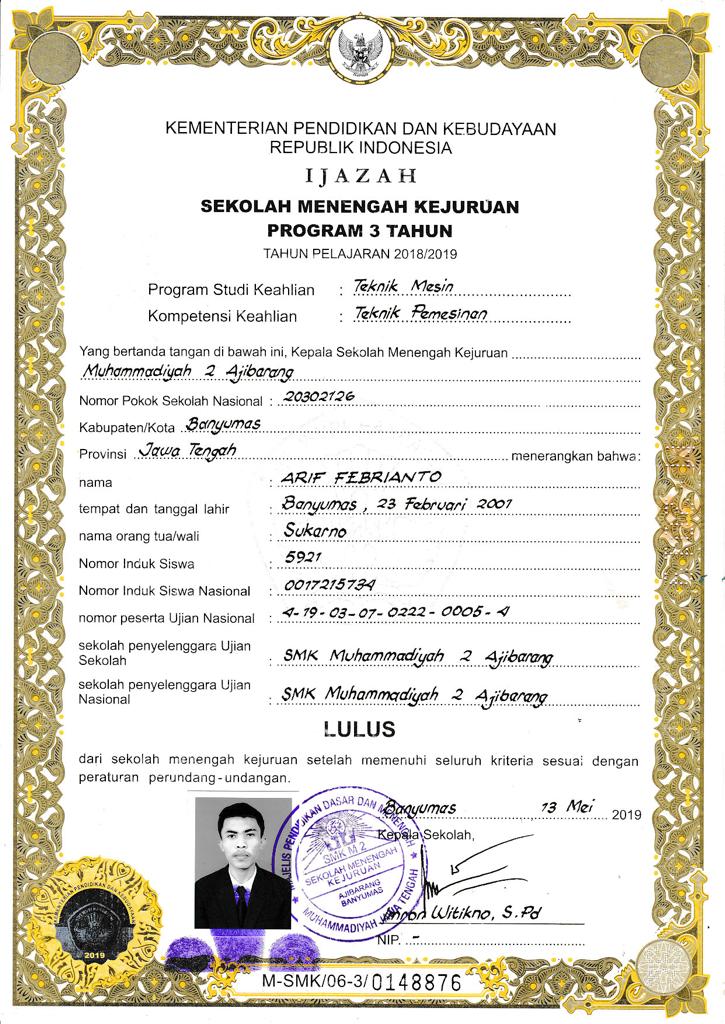 KEMENTERIAN PENDIDIKAN DAN KEBUDAYAAN
REPUBLIK INDONESIA
IJAZAH
SEKOLAH MENENGAH KEJURUAN
PROGRAM 3 TAHUN
TAHUN PELAJARAN 2018/2019
Program Studi Keahlian : Teknik Mesin
Kompetensi Keahlian : Teknik Pemesinan
Yang bertanda tangan di bawah ini, Kepala Sekolah Menengah Kejuruan
Muhammadiyah 2 Ajibarang
Nomor Pokok Sekolah Nasional : 20302126
Kabupaten/Kota Banyumas
Provinsi Jawa Tengah menerangkan bahwa:
nama : ARIF FEBRIANTO
tempat dan tanggal lahir : Banyumas, 23 Februari 2001
nama orang tua/wali : Sukarno
Nomor Induk Siswa : 5921
Nomor Induk Siswa Nasional : 0017215734
nomor peserta Ujian Nasional : 4-19-03-07-0222-0005-4
sekolah penyelenggara Ujian
Sekolah : SMK Muhammadiyah 2 Ajibarang
sekolah penyelenggara Ujian
Nasional : SMK Muhammadiyah 2 Ajibarang
LULUS
dari sekolah menengah kejuruan setelah memenuhi seluruh kriteria sesuai dengan
peraturan perundang-undangan.
Banyumas 13 Mei 2019
Kepala Sekolah,
MAJELIS PENDIDIKAN DASAR DAN MENENGAH
SMK M 2
SEKOLAH MENENGAH
KEJURUAN
AJIBARANG
BANYUMAS
MUHAMMADIYAH JAWA TENGAH
Witikno, S.Pd
NIP. -
2019
M-SMK/06-3/0148876